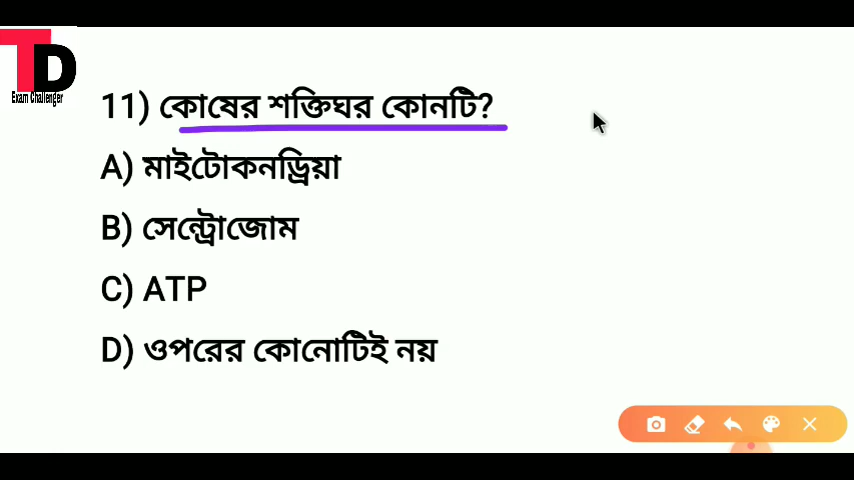 TD
Exam Challenger
11) কোষের শক্তিঘর কোনটি?
A) মাইটোকনড্রিয়া
B) সেন্ট্রোজোম
C) ATP
D) ওপরের কোনোটিই নয়